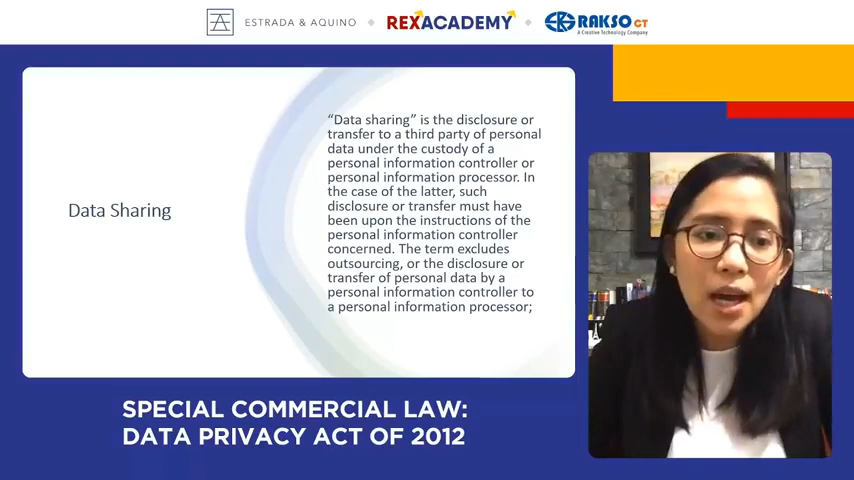 ESTRADA & AQUINO
REXACADEMY
RAKSO CT
A Creative Technology Company
Data Sharing
“Data sharing” is the disclosure or
transfer to a third party of personal
data under the custody of a
personal information controller or
personal information processor. In
the case of the latter, such
disclosure or transfer must have
been upon the instructions of the
personal information controller
concerned. The term excludes
outsourcing, or the disclosure or
transfer of personal data by a
personal information controller to
a personal information processor;
SPECIAL COMMERCIAL LAW:
DATA PRIVACY ACT OF 2012